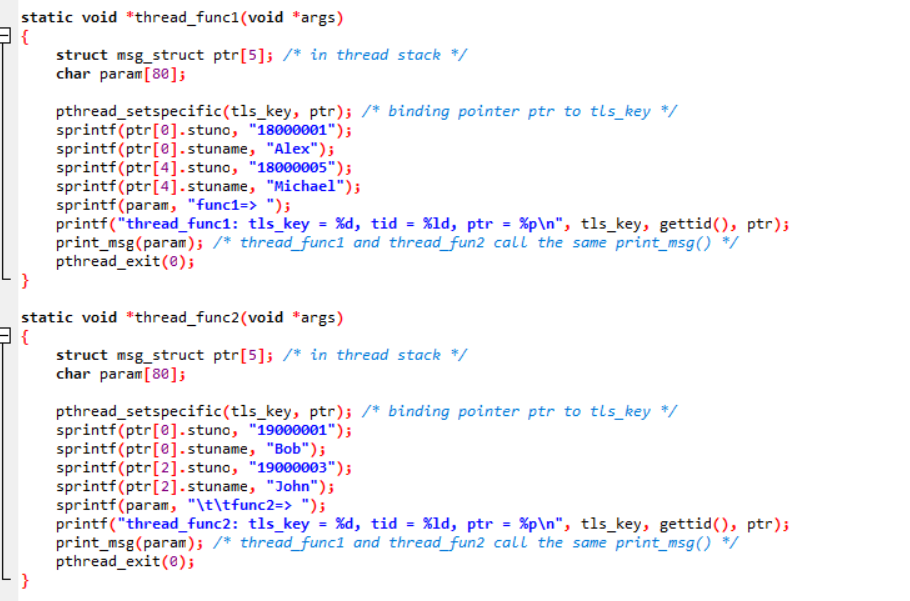 static void *thread_func1(void *args)
{
    struct msg_struct ptr[5]; /* in thread stack */
    char param[80];

    pthread_setspecific(tls_key, ptr); /* binding pointer ptr to tls_key */
    sprintf(ptr[0].stuno, "18000001");
    sprintf(ptr[0].stuname, "Alex");
    sprintf(ptr[4].stuno, "18000005");
    sprintf(ptr[4].stuname, "Michael");
    sprintf(param, "func1=> ");
    printf("thread_func1: tls_key = %d, tid = %ld, ptr = %p\n", tls_key, gettid(), ptr);
    print_msg(param); /* thread_func1 and thread_fun2 call the same print_msg() */
    pthread_exit(0);
}

static void *thread_func2(void *args)
{
    struct msg_struct ptr[5]; /* in thread stack */
    char param[80];

    pthread_setspecific(tls_key, ptr); /* binding pointer ptr to tls_key */
    sprintf(ptr[0].stuno, "19000001");
    sprintf(ptr[0].stuname, "Bob");
    sprintf(ptr[2].stuno, "19000003");
    sprintf(ptr[2].stuname, "John");
    sprintf(param, "\t\tfunc2=> ");
    printf("thread_func2: tls_key = %d, tid = %ld, ptr = %p\n", tls_key, gettid(), ptr);
    print_msg(param); /* thread_func1 and thread_fun2 call the same print_msg() */
    pthread_exit(0);
}